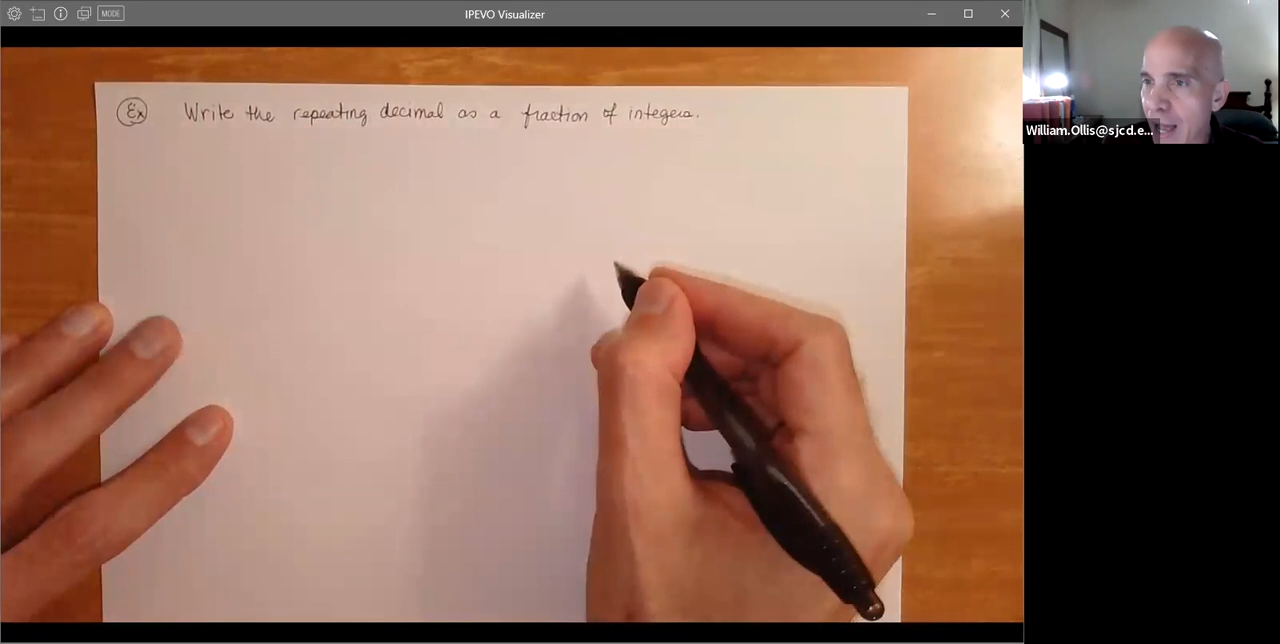 MODE
IPEVO Visualizer
William.Ollis@sjcd.e...
Ex Write the repeating decimal as a fraction of integers.